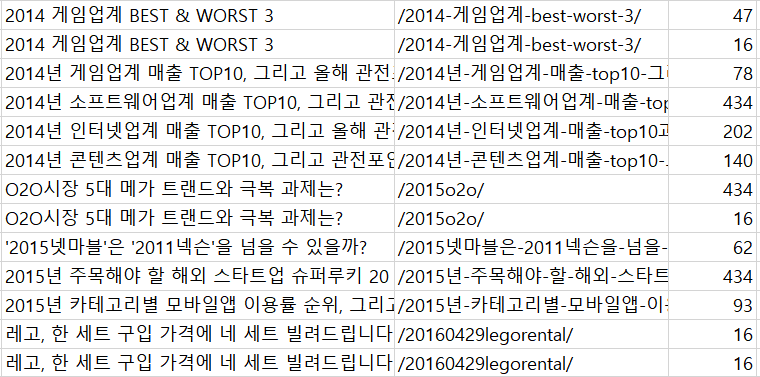 2014 게임업계 BEST & WORST 3 /2014-게임업계-best-worst-3/ 47
2014 게임업계 BEST & WORST 3 /2014-게임업계-best-worst-3/ 16
2014년 게임업계 매출 TOP10, 그리고 올해 관전 /2014년-게임업계-매출-top10-그리 78
2014년 소프트웨어업계 매출 TOP10, 그리고 관전 /2014년-소프트웨어업계-매출-top 434
2014년 인터넷업계 매출 TOP10, 그리고 올해 관 /2014년-인터넷업계-매출-top10과 202
2014년 콘텐츠업계 매출 TOP10, 그리고 관전포인 /2014년-콘텐츠업계-매출-top10- 140
O2O시장 5대 메가 트랜드와 극복 과제는? /2015o2o/ 434
O2O시장 5대 메가 트랜드와 극복 과제는? /2015o2o/ 16
'2015넷마블'은 '2011넥슨'을 넘을 수 있을까? /2015넷마블은-2011넥슨을-넘을- 62
2015년 주목해야 할 해외 스타트업 슈퍼루키 20 /2015년-주목해야-할-해외-스타트 434
2015년 카테고리별 모바일앱 이용률 순위, 그리고 /2015년-카테고리별-모바일앱-이용 93
레고, 한 세트 구입 가격에 네 세트 빌려드립니다 /20160429legorental/ 16
레고, 한 세트 구입 가격에 네 세트 빌려드립니다 /20160429legorental/ 16